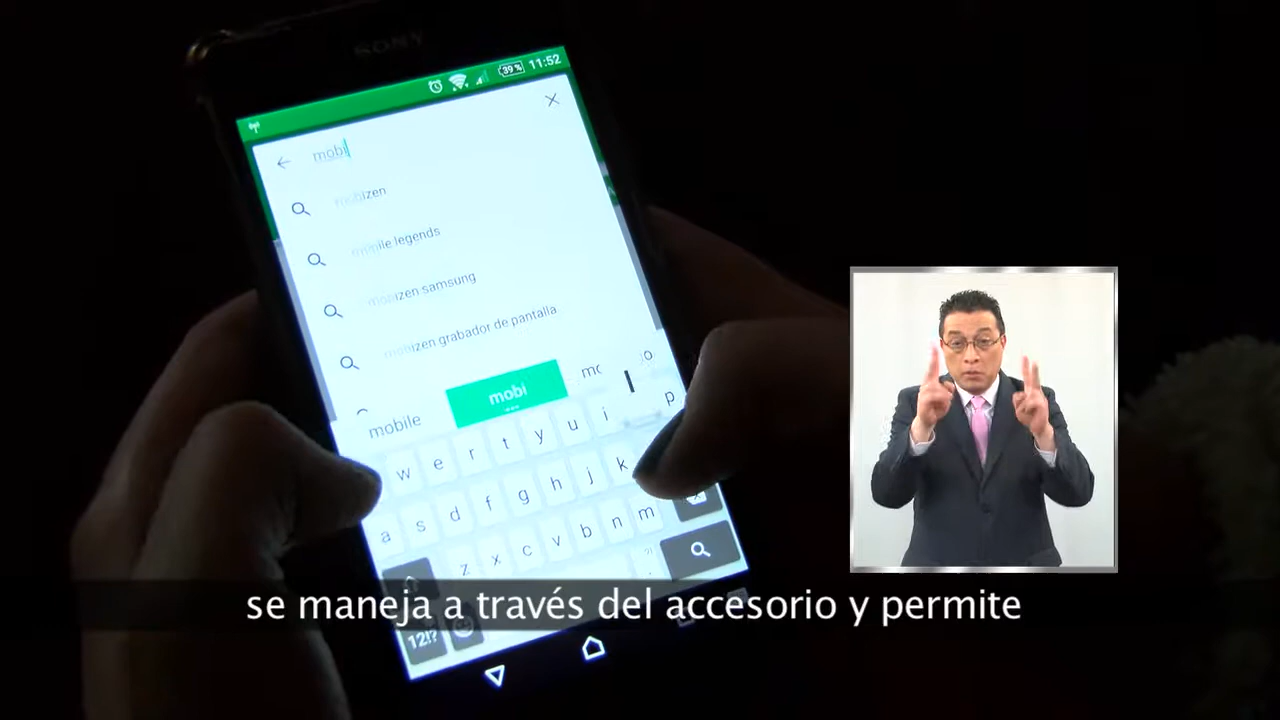 SONY
39% 11:52
mobi
mobizen
mobile legends
mobizen samsung
mobizen grabador de pantalla
mobile mobi
w e r t y u i p
a s d f g h j k
z x c v b n m
12!?
se maneja a través del accesorio y permite